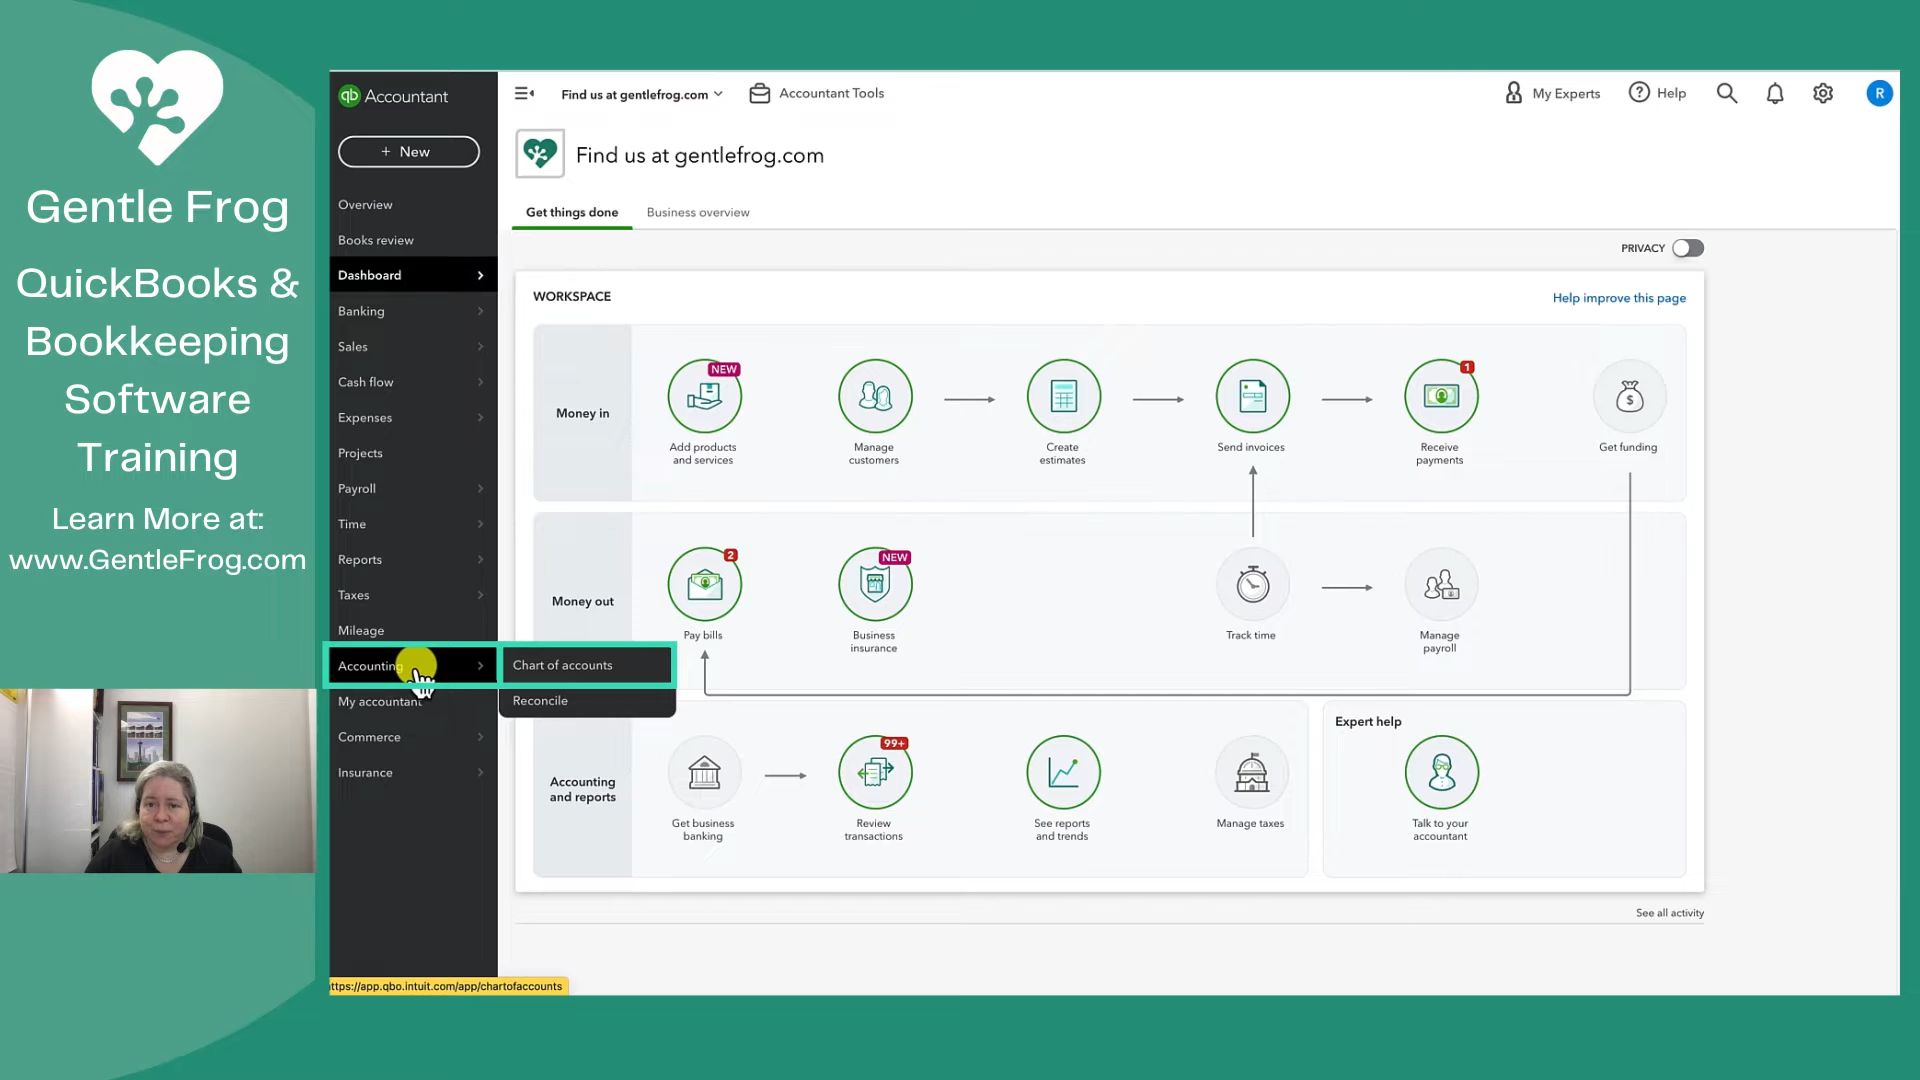 Gentle Frog
QuickBooks &
Bookkeeping
Software
Training
Learn More at:
www.GentleFrog.com
qb Accountant
+ New
Overview
Books review
Dashboard
Banking
Sales
Cash flow
Expenses
Projects
Payroll
Time
Reports
Taxes
Mileage
Accounting
My accountant
Commerce
Insurance
Chart of accounts
Reconcile
Find us at gentlefrog.com
Accountant Tools
My Experts
Help
R
Find us at gentlefrog.com
Get things done
Business overview
PRIVACY
WORKSPACE
Help improve this page
Money in
NEW
Add products
and services
Manage
customers
Create
estimates
Send invoices
1
Receive
payments
Get funding
Money out
2
Pay bills
NEW
Business
insurance
Track time
Manage
payroll
Accounting
and reports
Get business
banking
99+
Review
transactions
See reports
and trends
Manage taxes
Expert help
Talk to your
accountant
See all activity
ttps://app.qbo.intuit.com/app/chartofaccounts